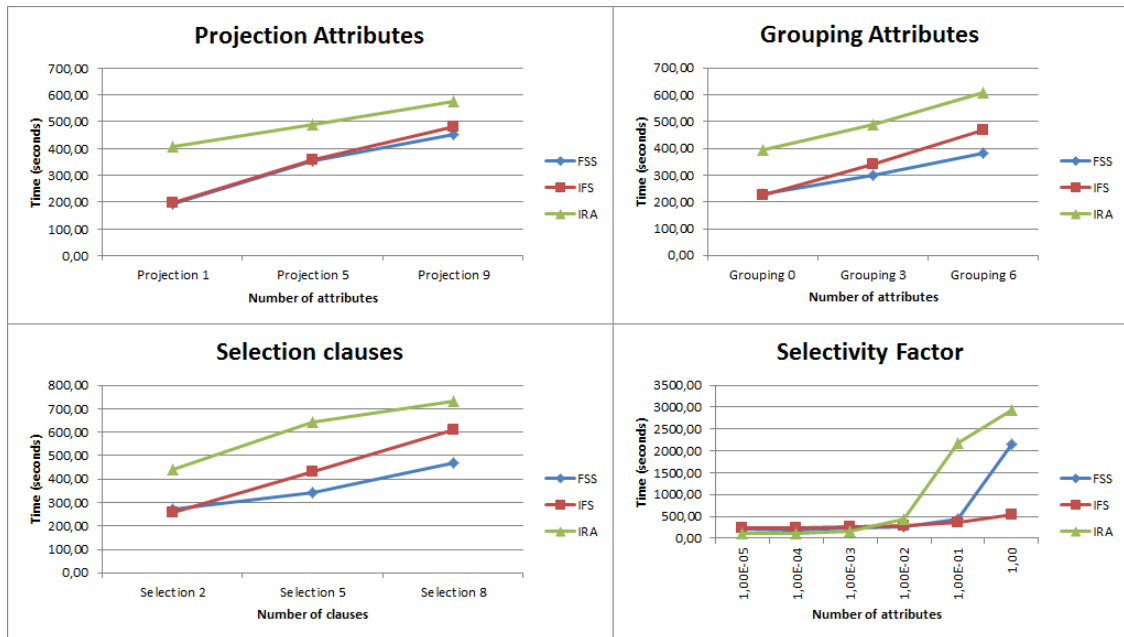 Projection Attributes
700,00
600,00
500,00
400,00
300,00
200,00
100,00
0,00
Time (seconds)
Projection 1 Projection 5 Projection 9
Number of attributes
FSS
IFS
IRA
Grouping Attributes
700,00
600,00
500,00
400,00
300,00
200,00
100,00
0,00
Time (seconds)
Grouping 0 Grouping 3 Grouping 6
Number of attributes
FSS
IFS
IRA
Selection clauses
800,00
700,00
600,00
500,00
400,00
300,00
200,00
100,00
0,00
Time (seconds)
Selection 2 Selection 5 Selection 8
Number of clauses
FSS
IFS
IRA
Selectivity Factor
3500,00
3000,00
2500,00
2000,00
1500,00
1000,00
500,00
0,00
Time (seconds)
1,00E-05
1,00E-04
1,00E-03
1,00E-02
1,00E-01
1,00
Number of attributes
FSS
IFS
IRA